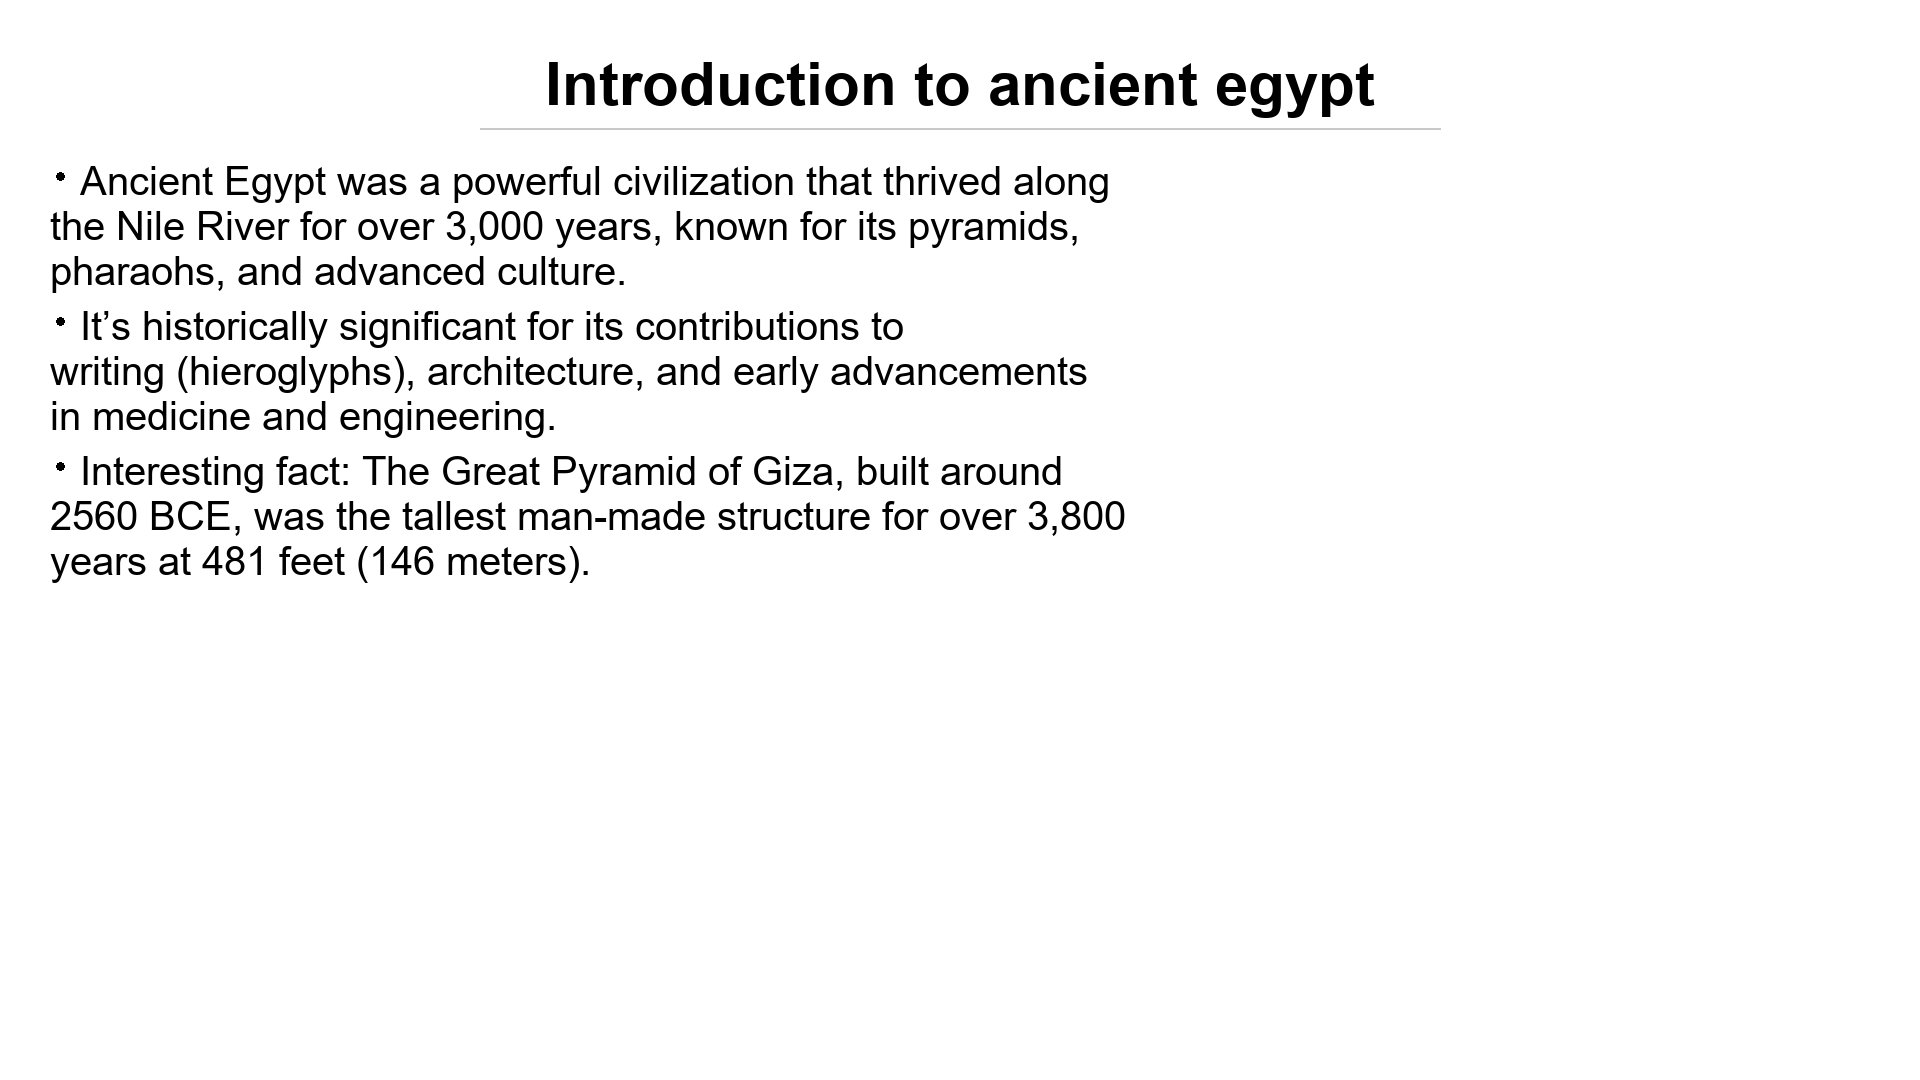 Introduction to ancient egypt
• Ancient Egypt was a powerful civilization that thrived along
the Nile River for over 3,000 years, known for its pyramids,
pharaohs, and advanced culture.
• It’s historically significant for its contributions to
writing (hieroglyphs), architecture, and early advancements
in medicine and engineering.
• Interesting fact: The Great Pyramid of Giza, built around
2560 BCE, was the tallest man-made structure for over 3,800
years at 481 feet (146 meters).